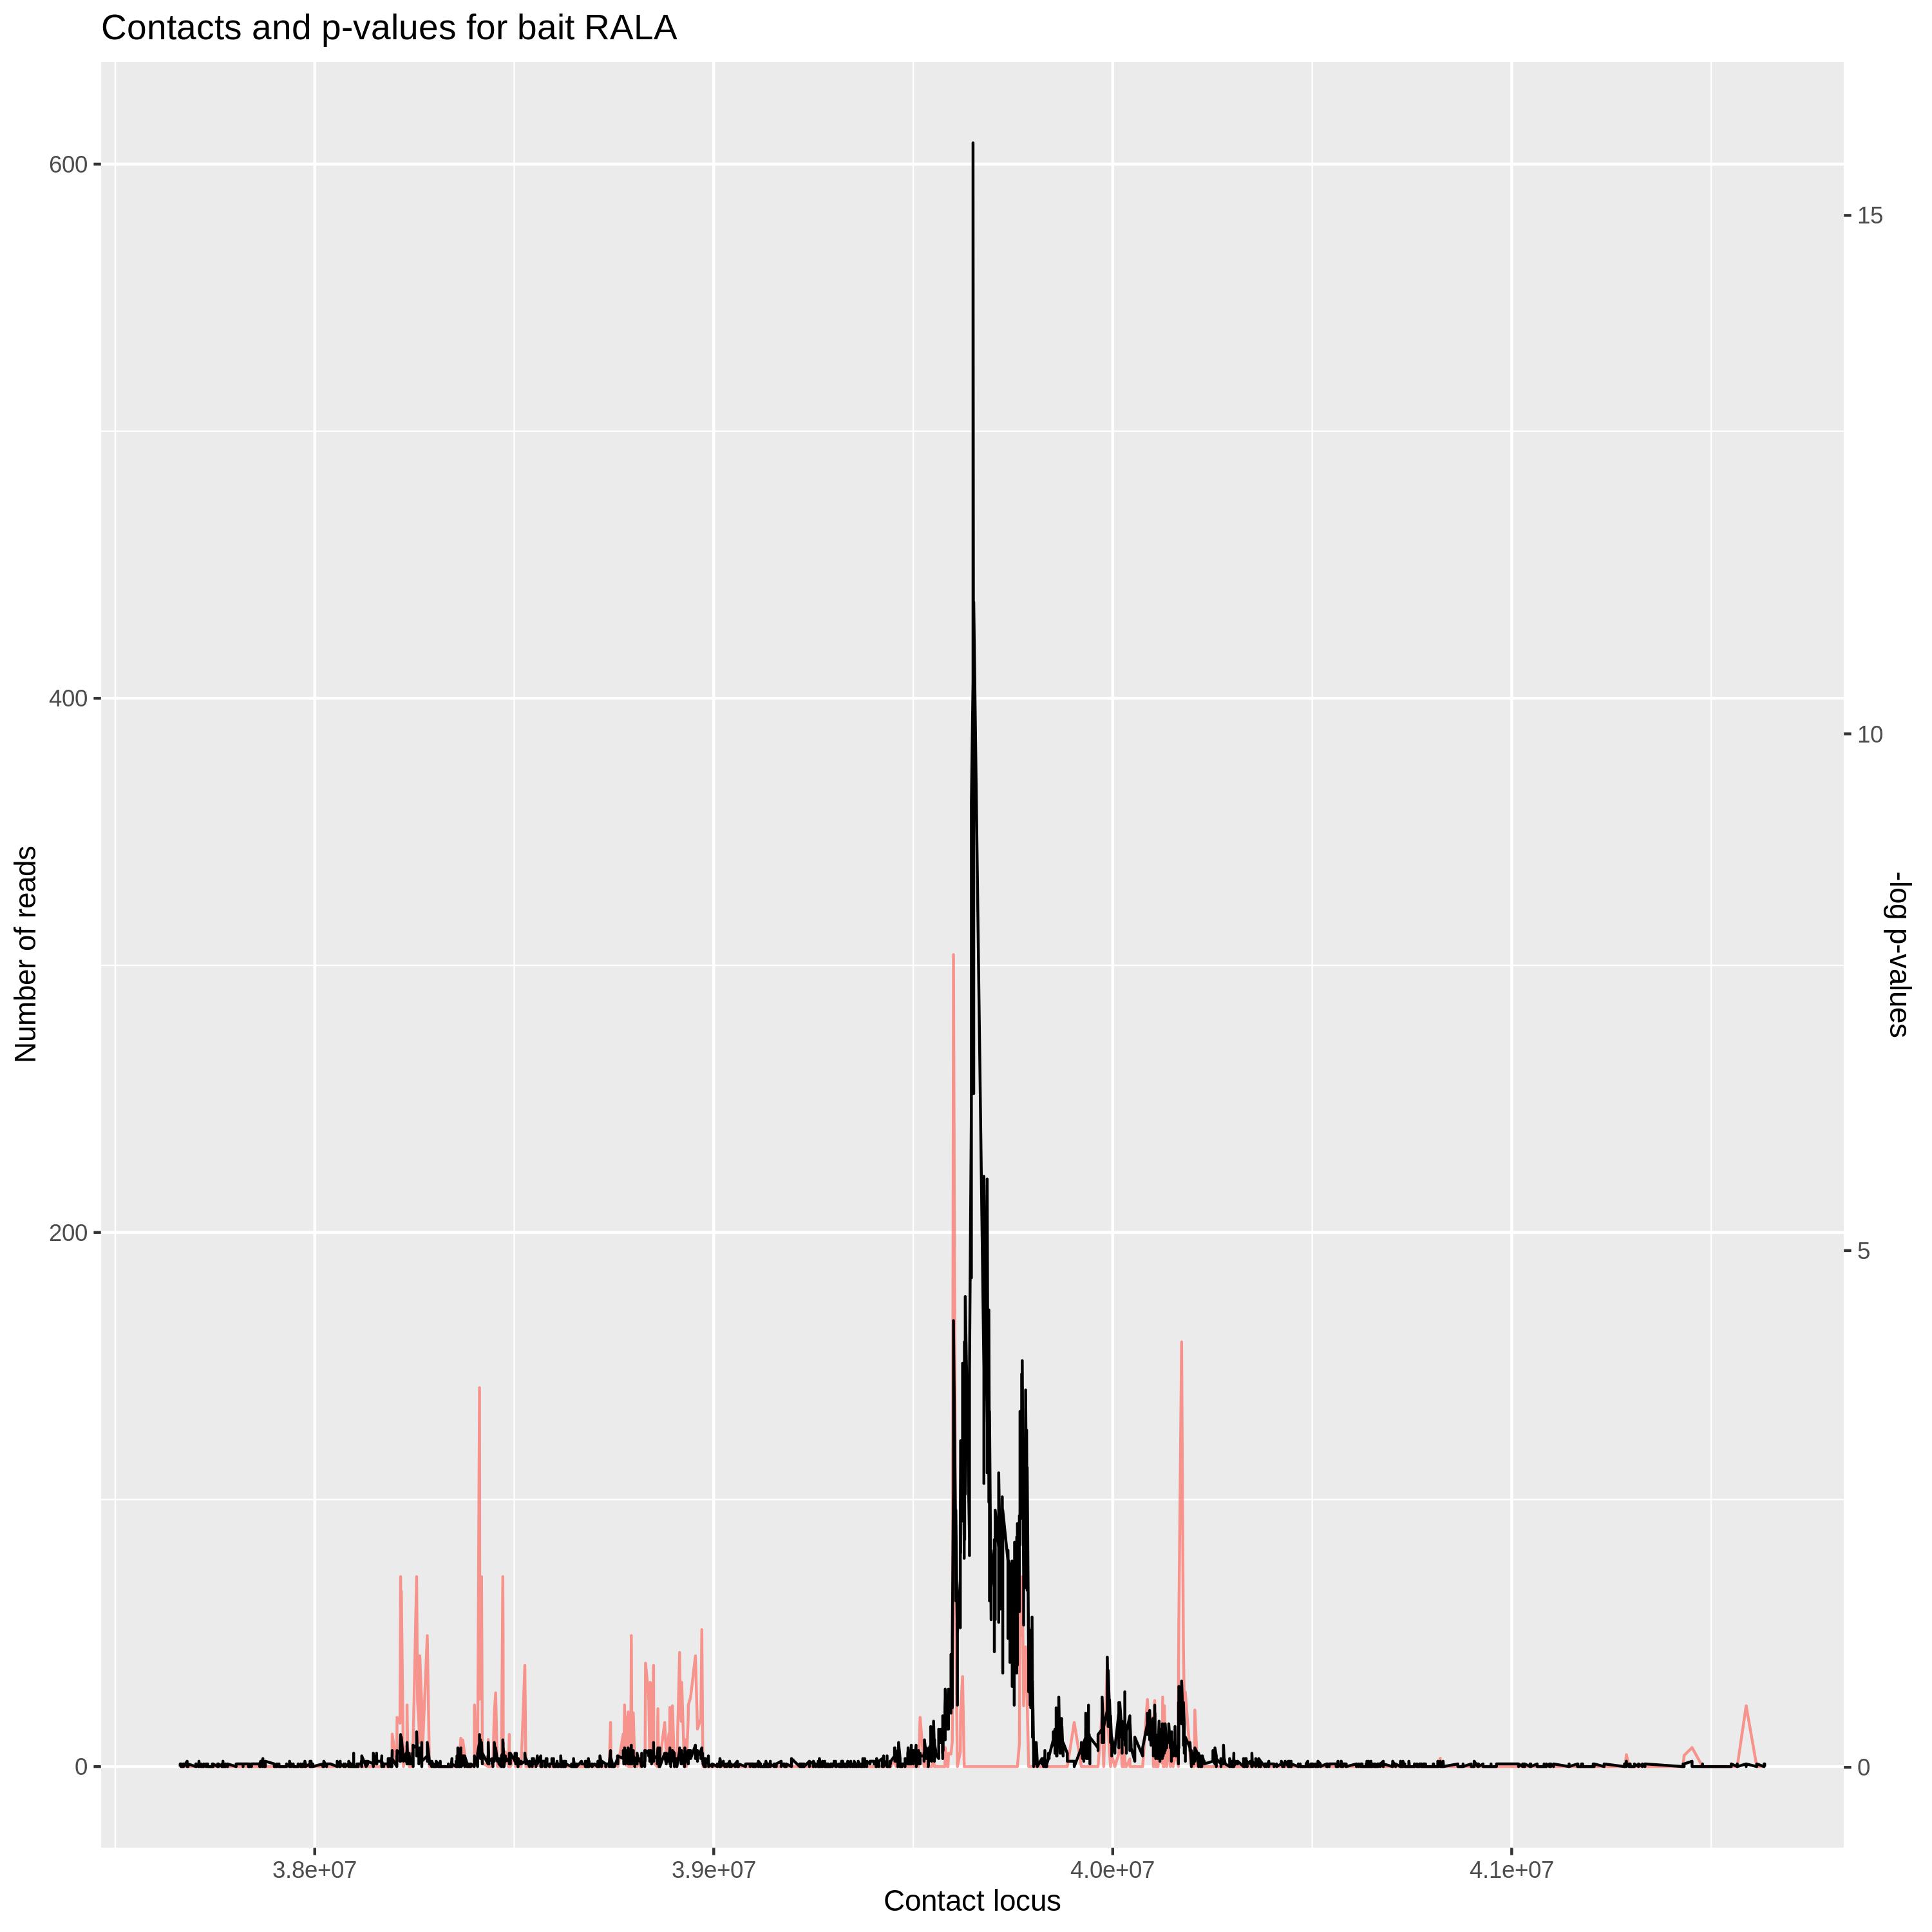 Contacts and p-values for bait RALA
600
400
200
0
Number of reads
15
10
5
0
-log p-values
3.8e+07
3.9e+07
4.0e+07
4.1e+07
Contact locus